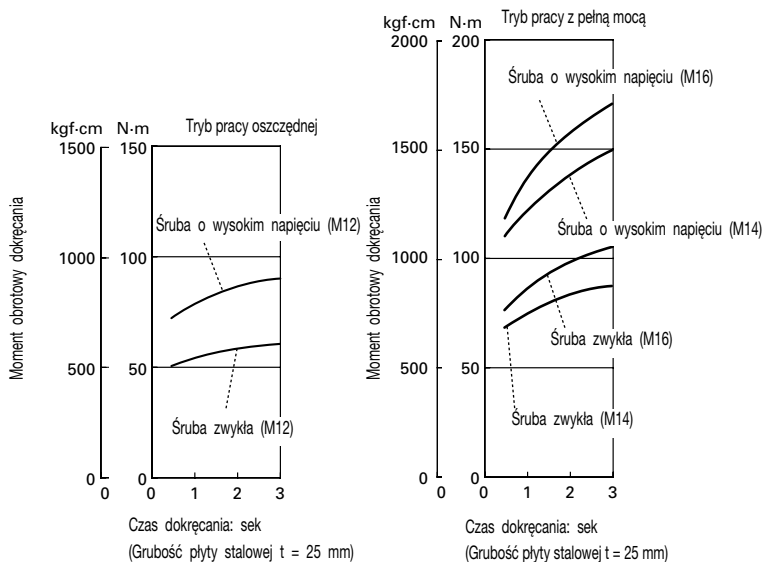 kgf·cm N·m Tryb pracy oszczędnej
1500 150
Śruba o wysokim napięciu (M12)
1000 100
500 50
Śruba zwykła (M12)
0 0
0 0 1 2 3
Moment obrotowy dokręcania
Czas dokręcania: sek
(Grubość płyty stalowej t = 25 mm)
kgf·cm N·m Tryb pracy z pełną mocą
2000 200
Śruba o wysokim napięciu (M16)
1500 150
Śruba o wysokim napięciu (M14)
1000 100
Śruba zwykła (M16)
500 50
Śruba zwykła (M14)
0 0
0 0 1 2 3
Moment obrotowy dokręcania
Czas dokręcania: sek
(Grubość płyty stalowej t = 25 mm)